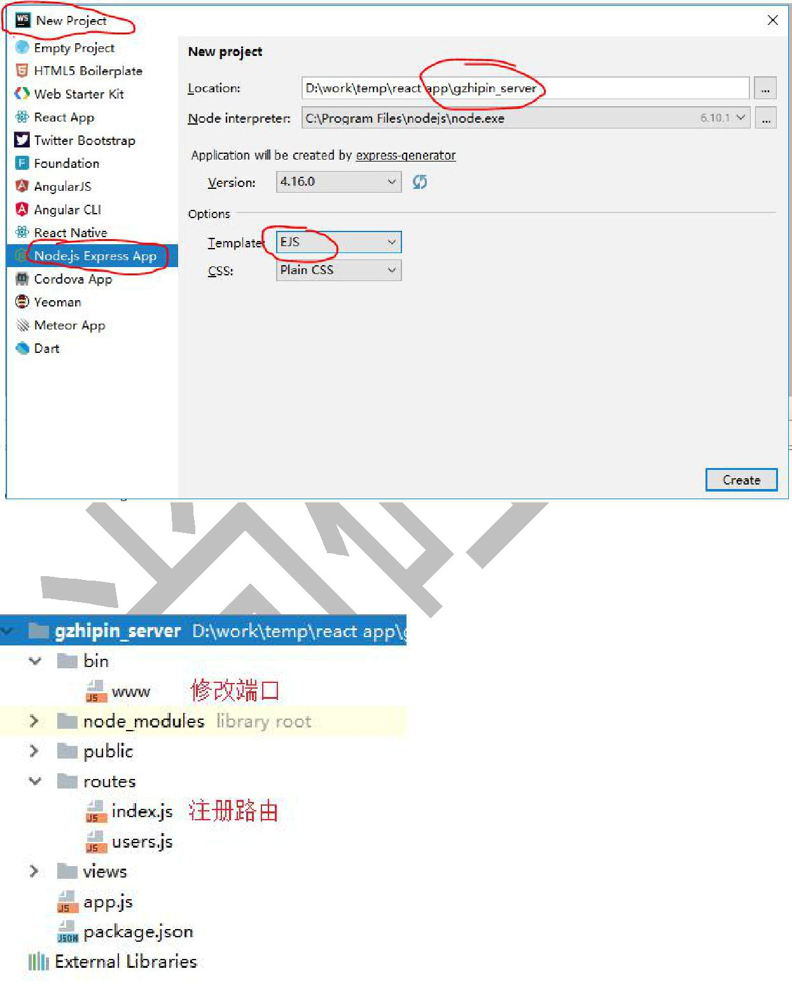 New Project
Empty Project
HTML5 Boilerplate
Web Starter Kit
React App
Twitter Bootstrap
Foundation
AngularJS
Angular CLI
React Native
Node.js Express App
Cordova App
Yeoman
Meteor App
Dart
New project
Location: D:\work\temp\react app\gzhipin_server ...
Node interpreter: C:\Program Files\nodejs\node.exe 6.10.1 ...
Application will be created by express-generator
Version: 4.16.0
Options
Template: EJS
CSS: Plain CSS
Create
gzhipin_server D:\work\temp\react app\
bin
www 修改端口
node_modules library root
public
routes
index.js 注册路由
users.js
views
app.js
package.json
External Libraries